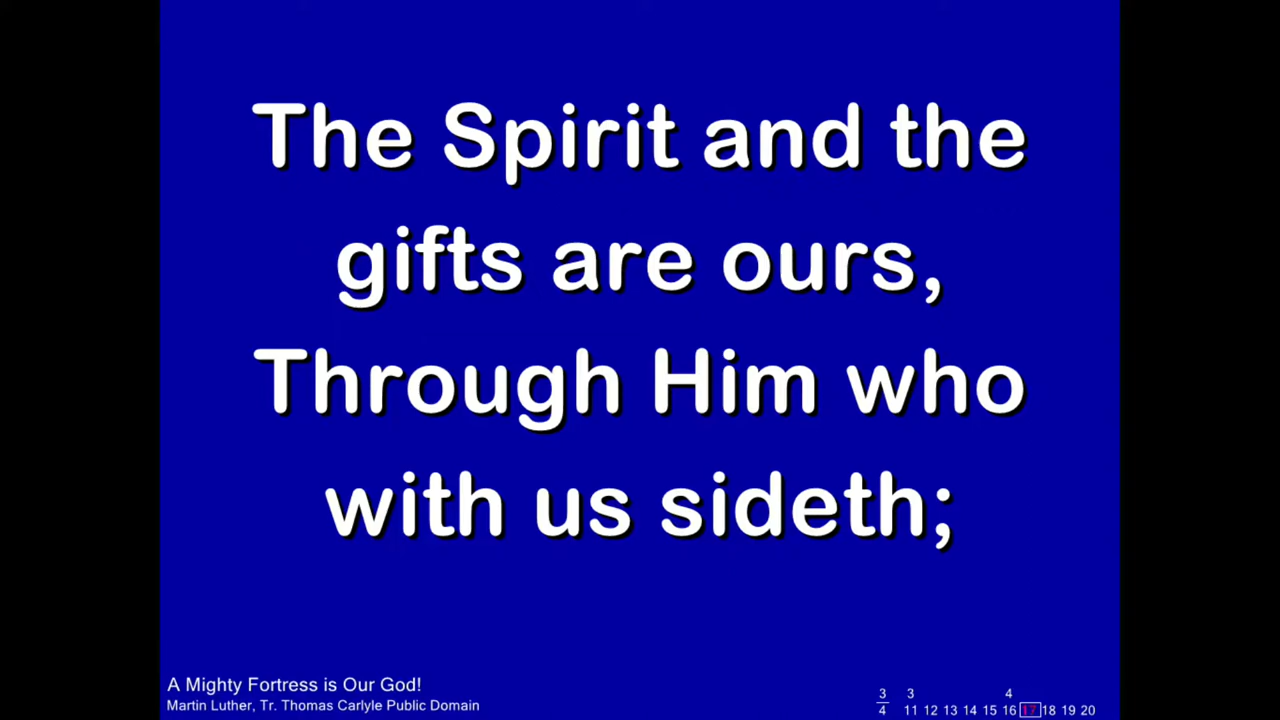 The Spirit and the
gifts are ours,
Through Him who
with us sideth;
A Mighty Fortress is Our God!
Martin Luther, Tr. Thomas Carlyle Public Domain
3 3 4
4 11 12 13 14 15 16 17 18 19 20